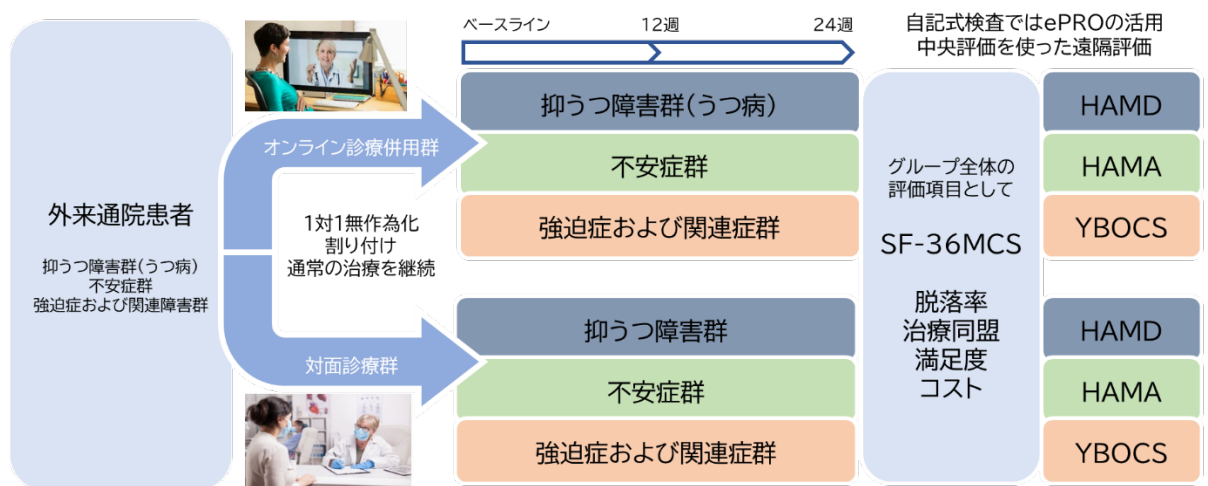 外来通院患者
抑うつ障害群(うつ病)
不安症群
強迫症および関連障害群
オンライン診療併用群
1対1無作為化
割り付け
通常の治療を継続
対面診療群
ベースライン
12週
24週
抑うつ障害群(うつ病)
不安症群
強迫症および関連症群
抑うつ障害群
不安症群
強迫症および関連症群
自記式検査ではePROの活用
中央評価を使った遠隔評価
グループ全体の
評価項目として
SF-36MCS
脱落率
治療同盟
満足度
コスト
HAMD
HAMA
YBOCS
HAMD
HAMA
YBOCS